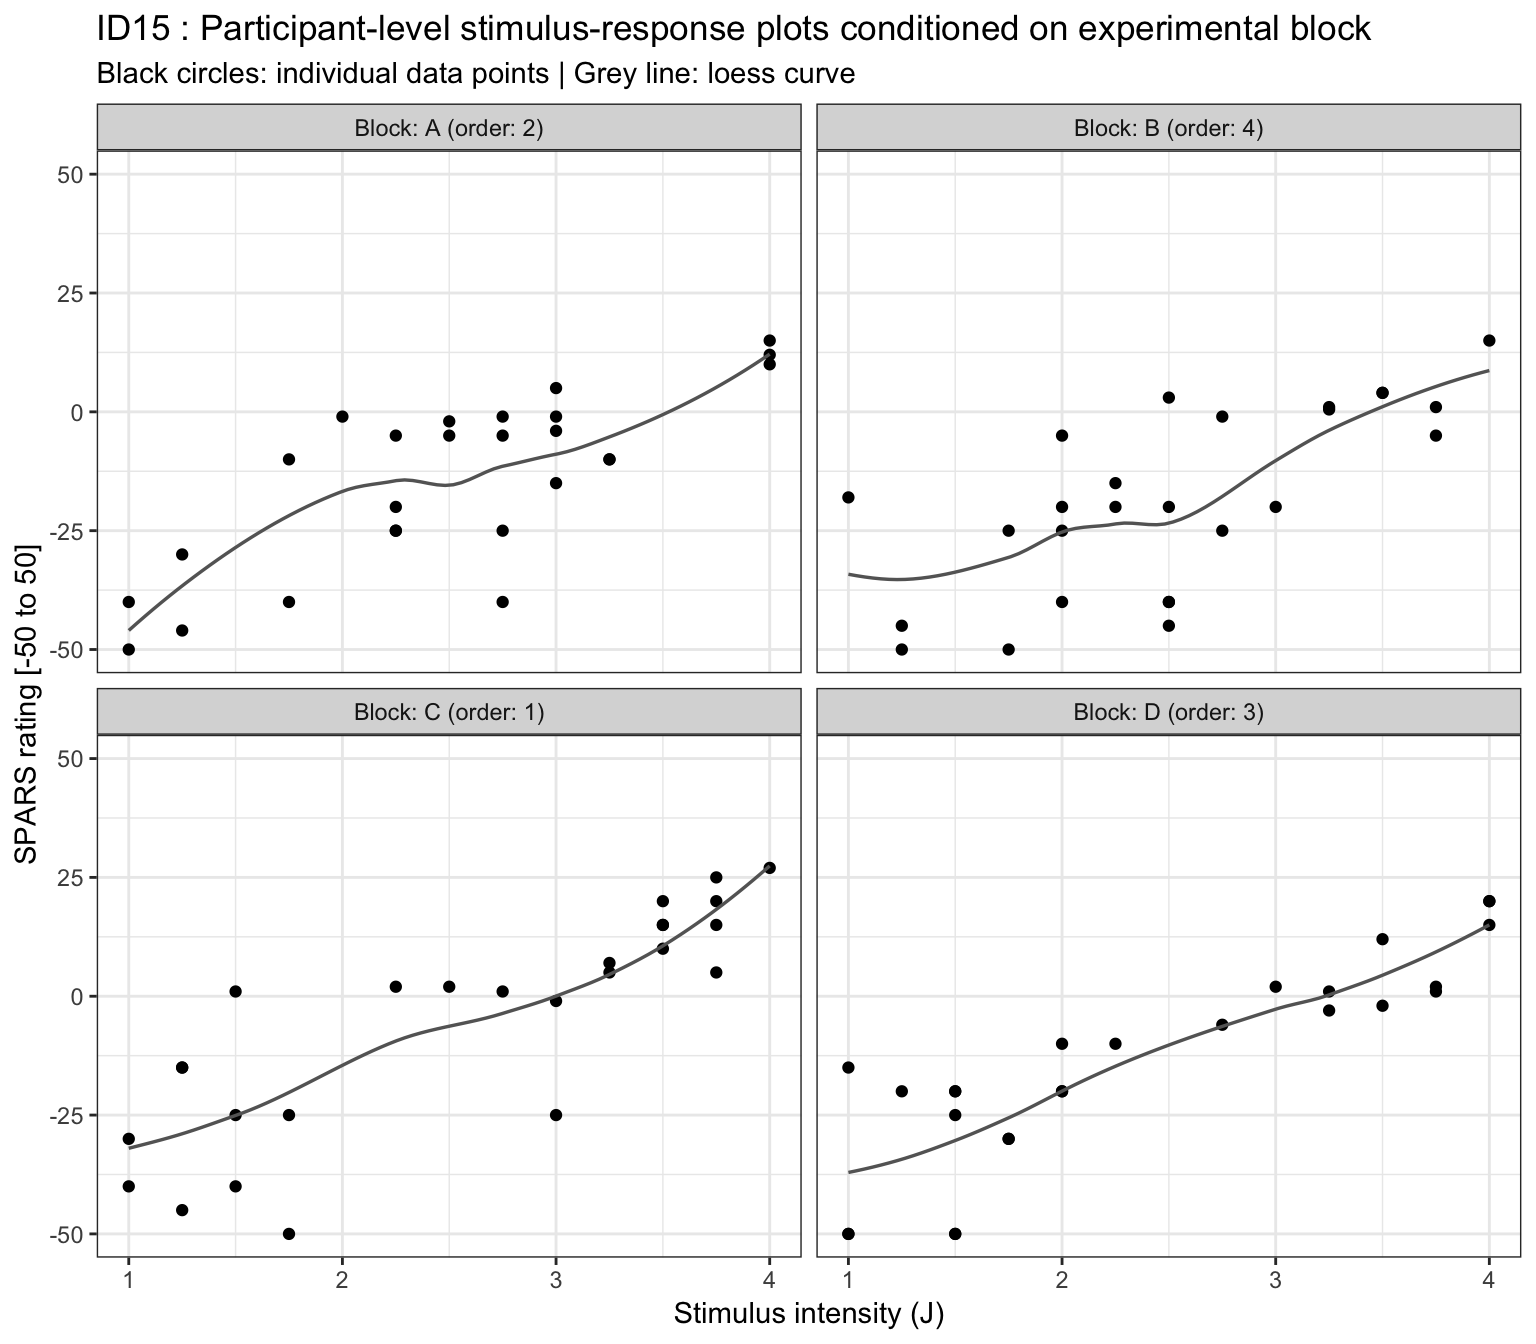 ID15 : Participant-level stimulus-response plots conditioned on experimental block
Black circles: individual data points | Grey line: loess curve
Block: A (order: 2)
Block: B (order: 4)
50
25
0
-25
-50
Block: C (order: 1)
Block: D (order: 3)
50
25
0
-25
-50
SPARS rating [-50 to 50]
1 2 3 4
1 2 3 4
Stimulus intensity (J)